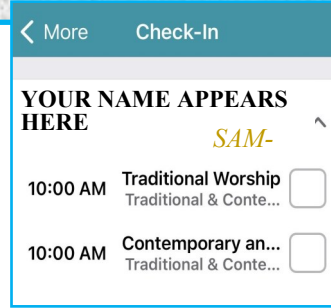 More Check-In
YOUR NAME APPEARS
HERE
SAM-
10:00 AM Traditional Worship
Traditional & Conte...
10:00 AM Contemporary an...
Traditional & Conte...